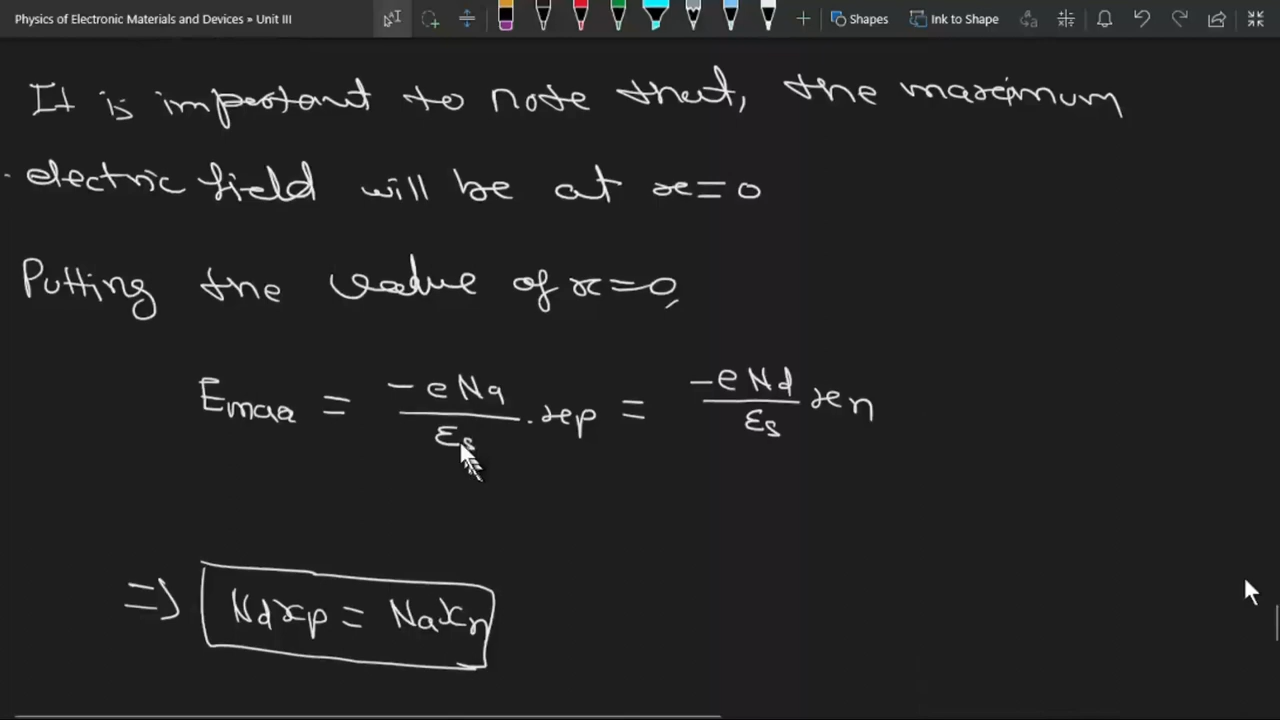 Physics of Electronic Materials and Devices » Unit III
Shapes
Ink to Shape
It is important to note that, the maximum
electric field will be at x=0
Putting the value of x=0,
Emax = -eNa/εs . xp = -eNd/εs xn
=> Ndxp = Naxn